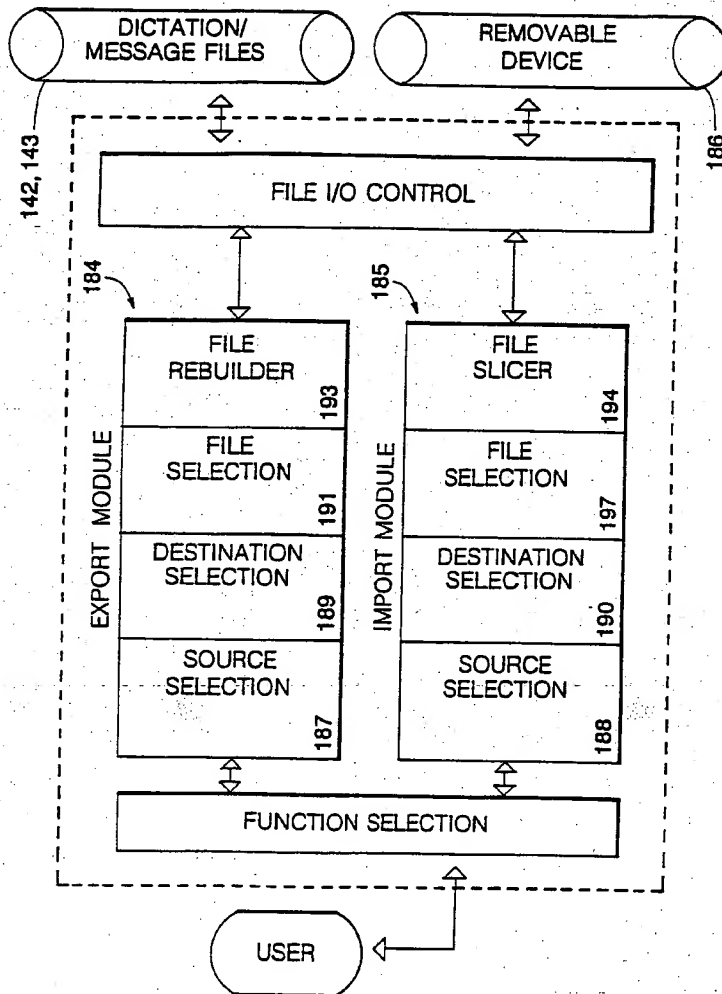 DICTATION/
MESSAGE FILES
REMOVABLE
DEVICE
142, 143
186
FILE I/O CONTROL
184
185
EXPORT MODULE
FILE
REBUILDER
193
FILE
SELECTION
191
DESTINATION
SELECTION
189
SOURCE
SELECTION
187
IMPORT MODULE
FILE
SLICER
194
FILE
SELECTION
197
DESTINATION
SELECTION
190
SOURCE
SELECTION
188
FUNCTION SELECTION
USER